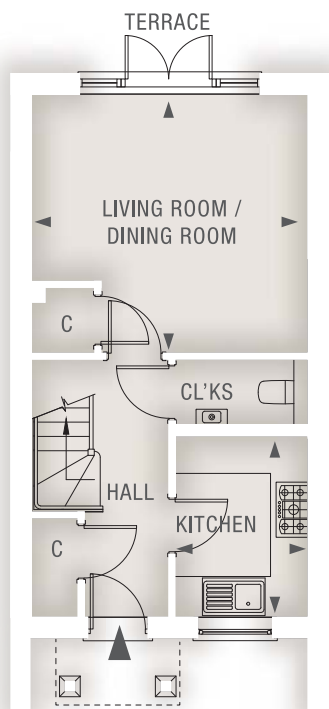 TERRACE
LIVING ROOM /
DINING ROOM
C
CL'KS
HALL
KITCHEN
C